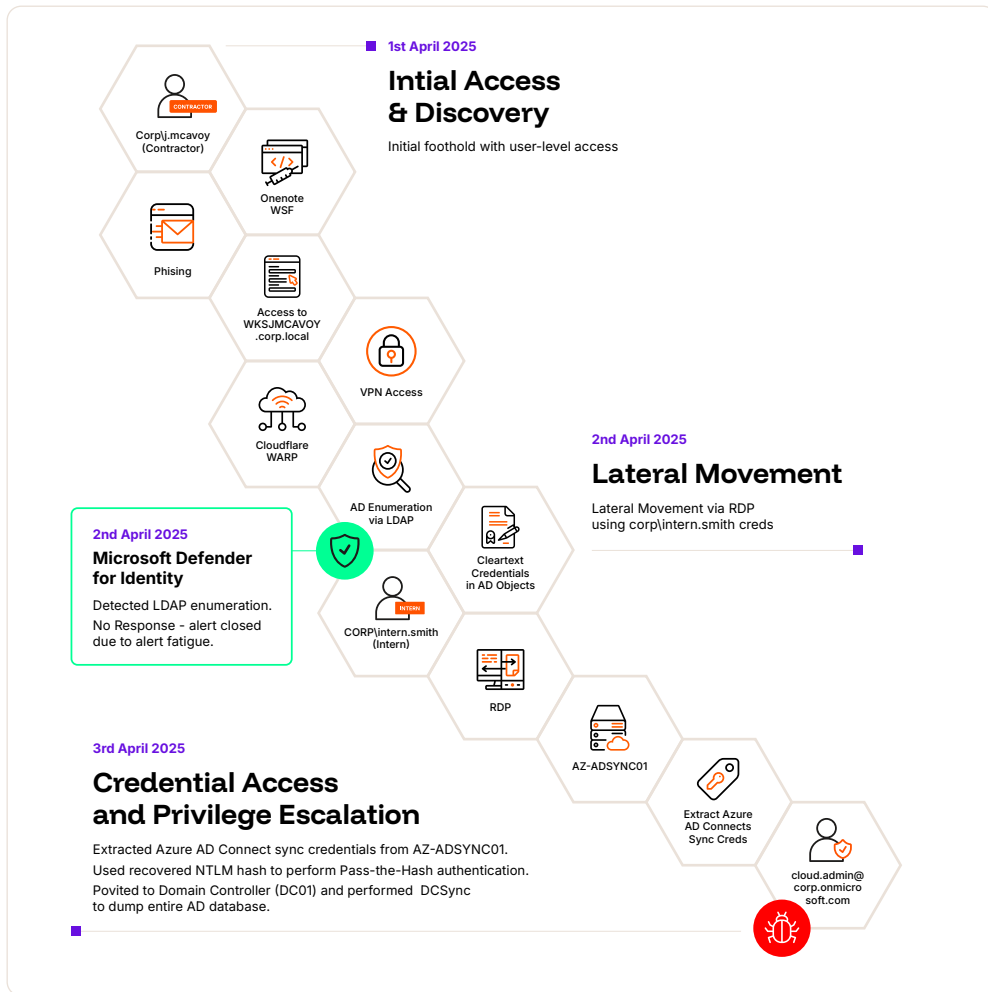 1st April 2025
Intial Access
& Discovery
Initial foothold with user-level access
CONTRACTOR
Corp\j.mcavoy
(Contractor)
Onenote
WSF
Phising
Access to
WKSJMCAVOY
.corp.local
VPN Access
Cloudflare
WARP
2nd April 2025
Lateral Movement
Lateral Movement via RDP
using corp\intern.smith creds
AD Enumeration
via LDAP
2nd April 2025
Microsoft Defender
for Identity
Detected LDAP enumeration.
No Response - alert closed
due to alert fatigue.
Cleartext
Credentials
in AD Objects
INTERN
CORP\intern.smith
(Intern)
RDP
AZ-ADSYNC01
3rd April 2025
Credential Access
and Privilege Escalation
Extracted Azure AD Connect sync credentials from AZ-ADSYNC01.
Used recovered NTLM hash to perform Pass-the-Hash authentication.
Povited to Domain Controller (DC01) and performed  DCSync
to dump entire AD database.
Extract Azure
AD Connects
Sync Creds
cloud.admin@
corp.onmicro
soft.com